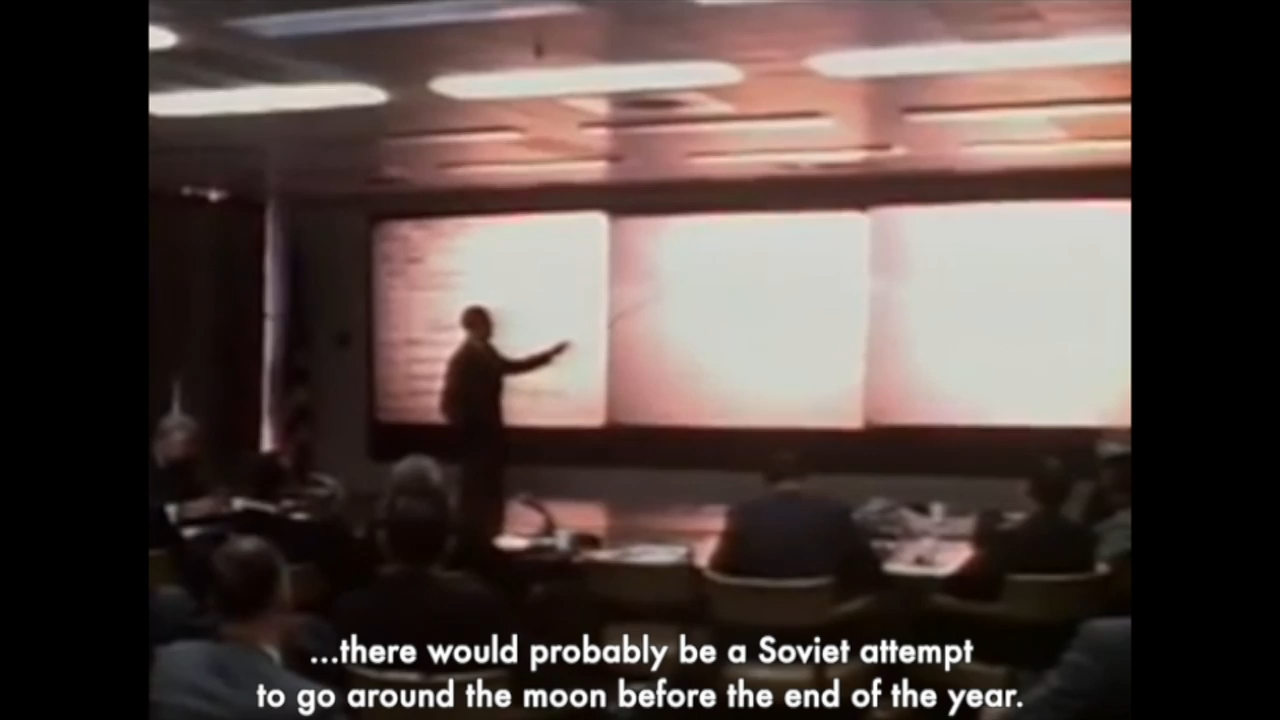 ...there would probably be a Soviet attempt
to go around the moon before the end of the year.